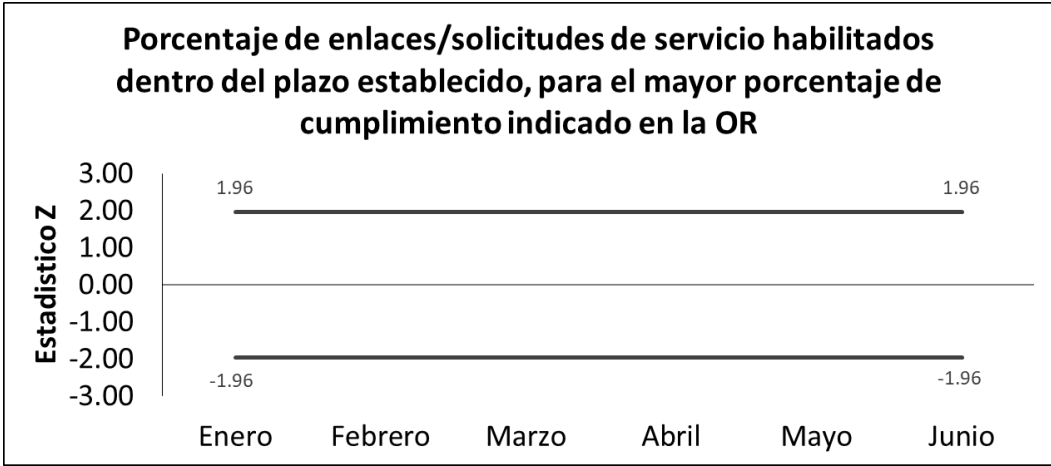 Porcentaje de enlaces/solicitudes de servicio habilitados
dentro del plazo establecido, para el mayor porcentaje de
cumplimiento indicado en la OR
Estadistico Z
3.00
2.00
1.00
0.00
-1.00
-2.00
-3.00
1.96
1.96
-1.96
-1.96
Enero Febrero Marzo Abril Mayo Junio